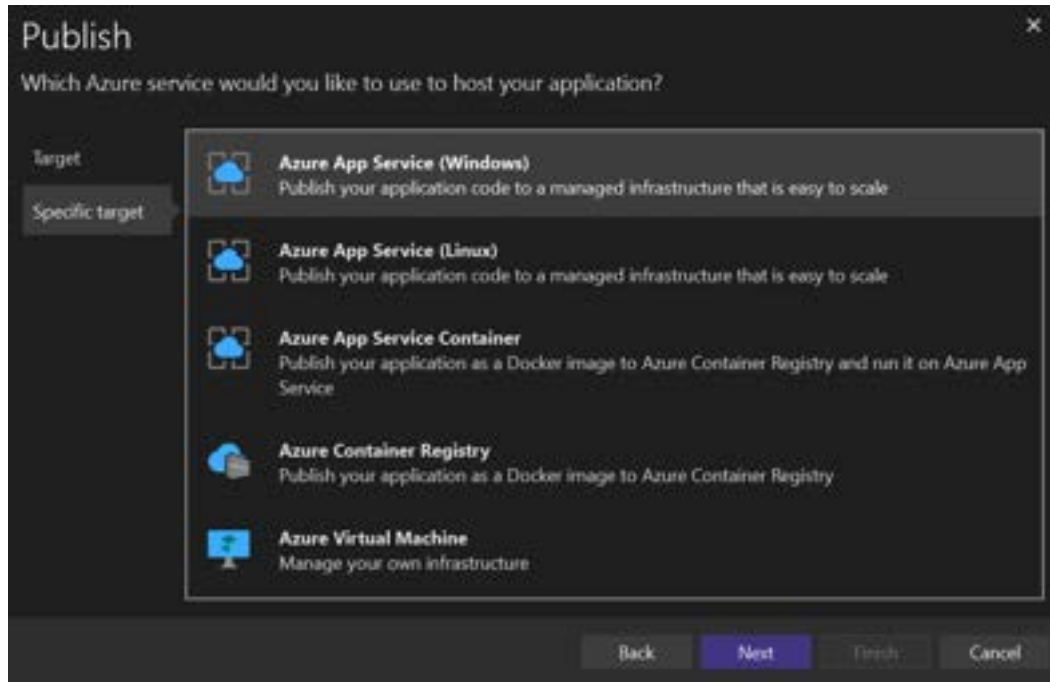 Publish
Which Azure service would you like to use to host your application?
Target
Specific target
Azure App Service (Windows)
Publish your application code to a managed infrastructure that is easy to scale
Azure App Service (Linux)
Publish your application code to a managed infrastructure that is easy to scale
Azure App Service Container
Publish your application as a Docker image to Azure Container Registry and run it on Azure App
Service
Azure Container Registry
Publish your application as a Docker image to Azure Container Registry
Azure Virtual Machine
Manage your own infrastructure
Back
Next
Finish
Cancel